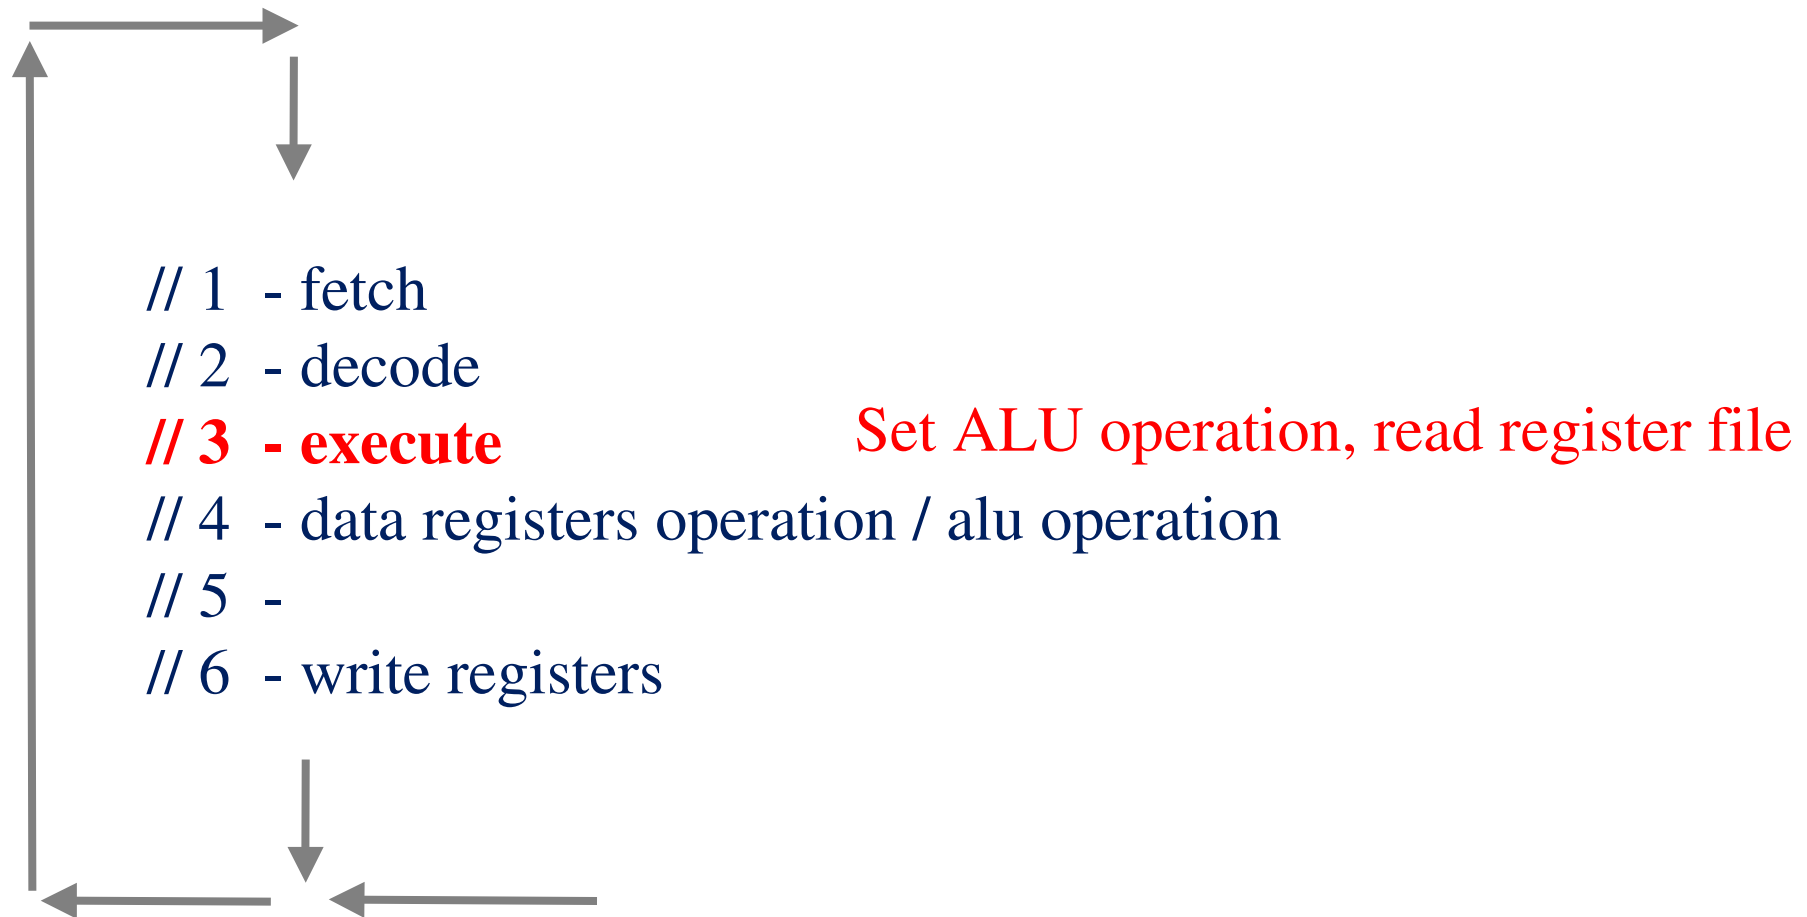 // 1 - fetch
// 2 - decode
// 3 - execute
Set ALU operation, read register file
// 4 - data registers operation / alu operation
// 5 -
// 6 - write registers